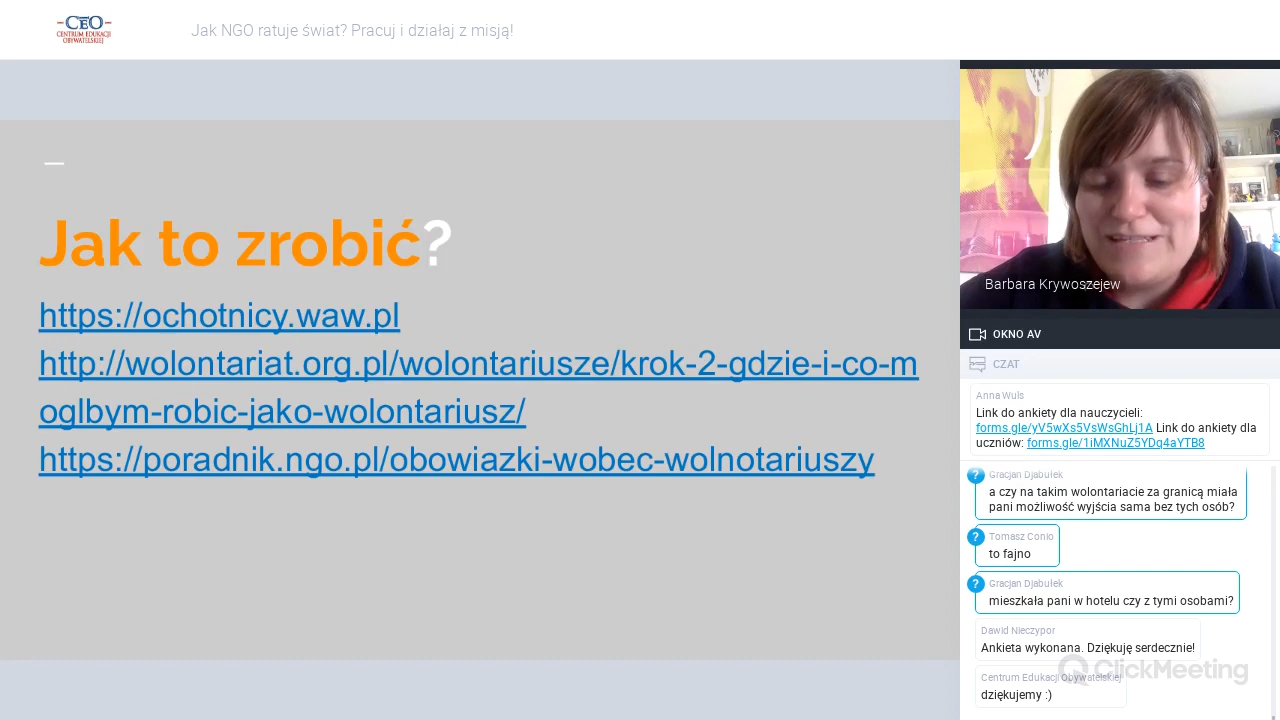 CEO
CENTRUM EDUKACJI
OBYWATELSKIEJ
Jak NGO ratuje świat? Pracuj i działaj z misją!
Jak to zrobić?
https://ochotnicy.waw.pl
http://wolontariat.org.pl/wolontariusze/krok-2-gdzie-i-co-m
oglbym-robic-jako-wolontariusz/
https://poradnik.ngo.pl/obowiazki-wobec-wolnotariuszy
Barbara Krywoszejew
OKNO AV
CZAT
Anna Wuls
Link do ankiety dla nauczycieli:
forms.gle/yV5wXs5VsWsGhLj1A Link do ankiety dla
uczniów: forms.gle/1iMXNuZ5YDq4aYTB8
Gracjan Djabułek
a czy na takim wolontariacie za granicą miała
pani możliwość wyjścia sama bez tych osób?
Tomasz Conio
to fajno
Gracjan Djabułek
mieszkała pani w hotelu czy z tymi osobami?
Dawid Nieczypor
Ankieta wykonana. Dziękuję serdecznie!
ClickMeeting
Centrum Edukacji Obywatelskiej
dziękujemy :)